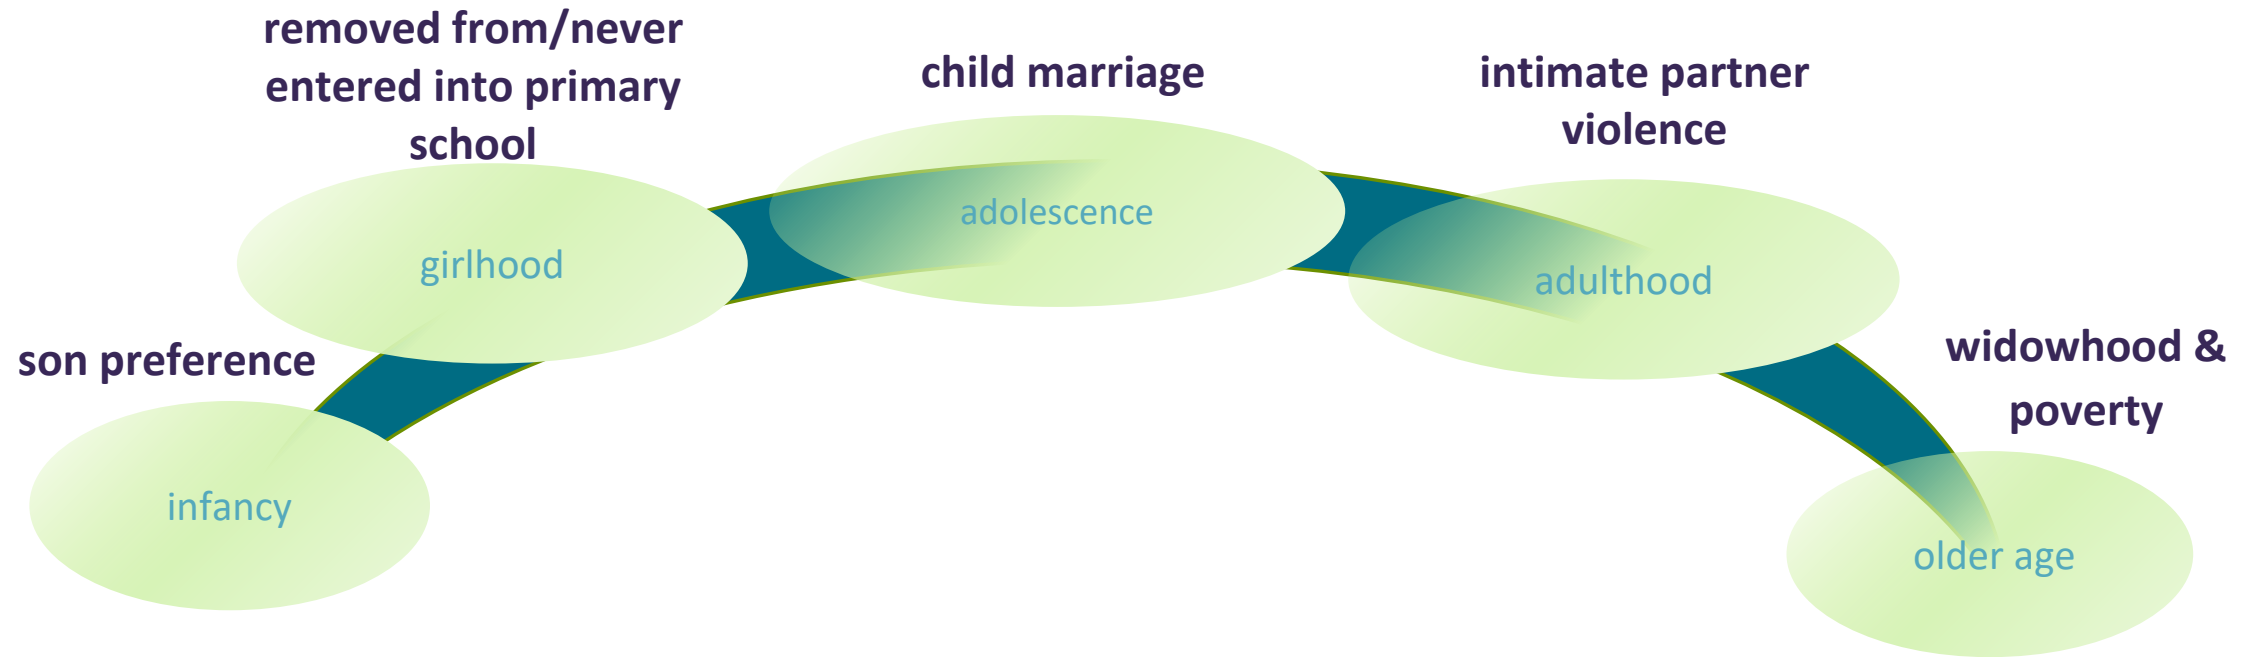 removed from/never
entered into primary
school
child marriage
intimate partner
violence
girlhood
adolescence
adulthood
son preference
widowhood &
poverty
infancy
older age